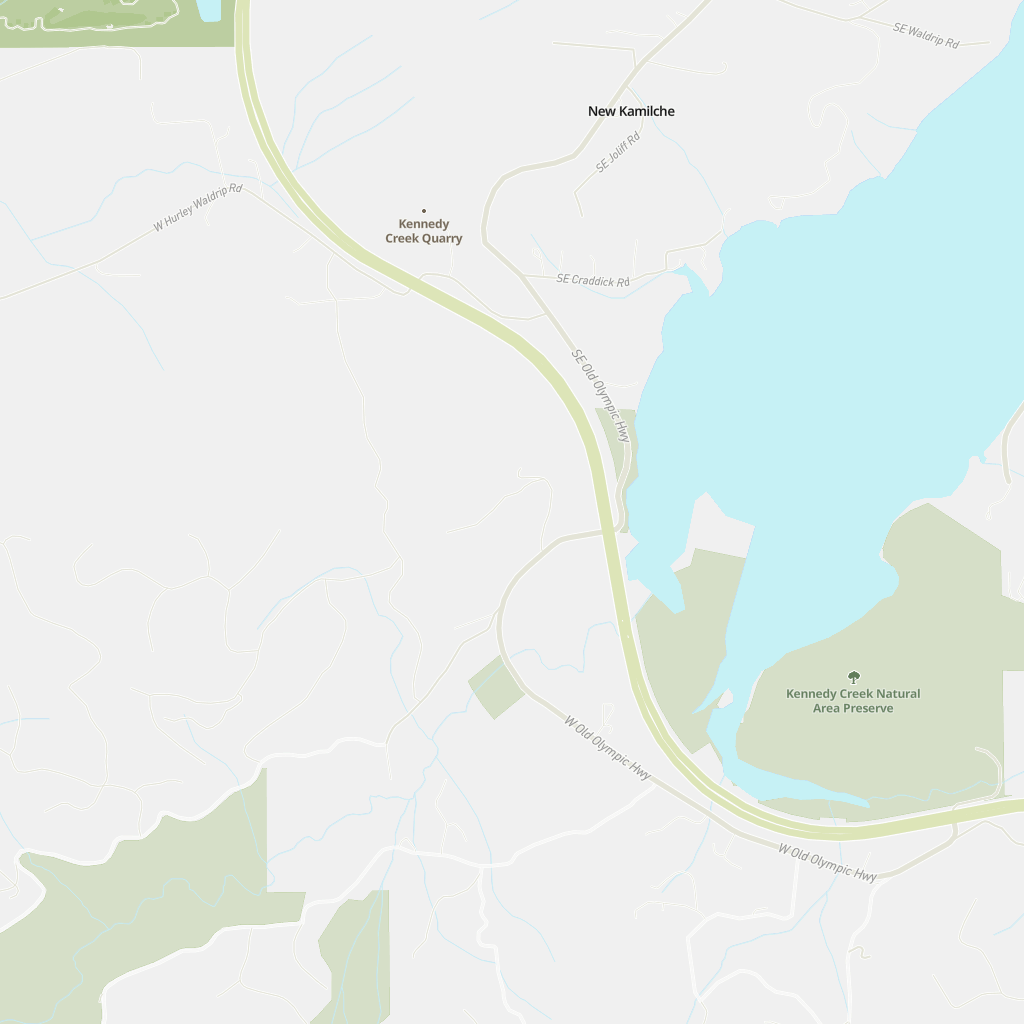 SE Waldrip Rd
New Kamilche
SE Joliff Rd
W Hurley Waldrip Rd
Kennedy
Creek Quarry
SE Craddick Rd
SE Old Olympic Hwy
Kennedy Creek Natural
Area Preserve
W Old Olympic Hwy
W Old Olympic Hwy